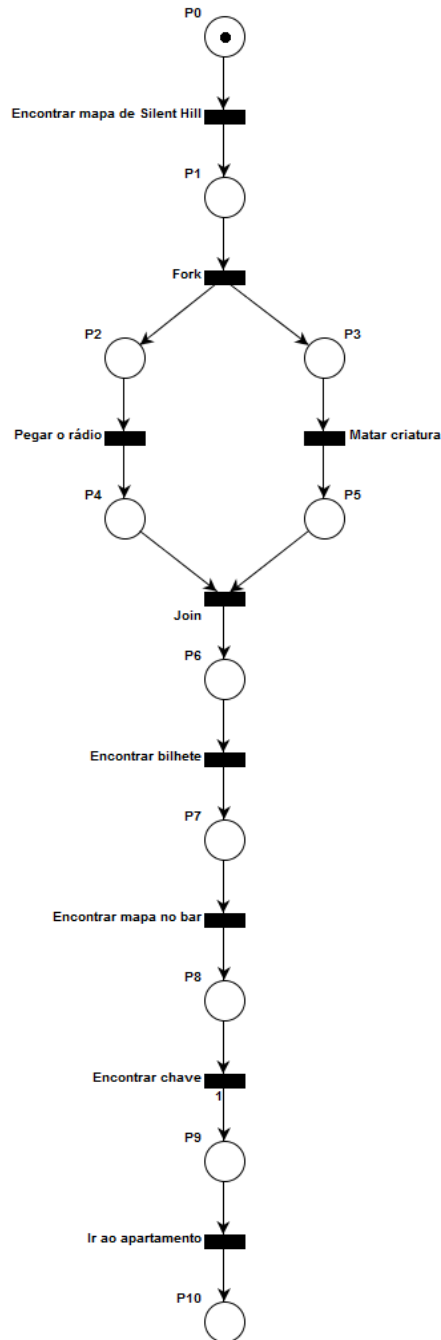 P0
Encontrar mapa de Silent Hill
P1
Fork
P2
P3
Pegar o rádio
Matar criatura
P4
P5
Join
P6
Encontrar bilhete
P7
Encontrar mapa no bar
P8
Encontrar chave
1
P9
Ir ao apartamento
P10